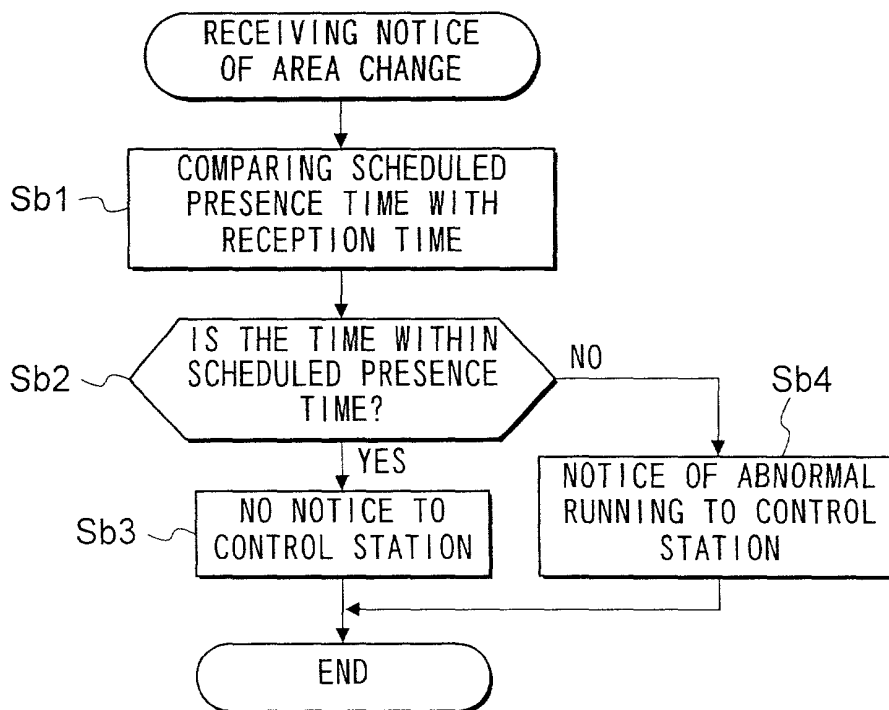 RECEIVING NOTICE
OF AREA CHANGE
Sb1
COMPARING SCHEDULED
PRESENCE TIME WITH
RECEPTION TIME
Sb2
IS THE TIME WITHIN
SCHEDULED PRESENCE
TIME?
NO
YES
Sb4
NOTICE OF ABNORMAL
RUNNING TO CONTROL
STATION
Sb3
NO NOTICE TO
CONTROL STATION
END